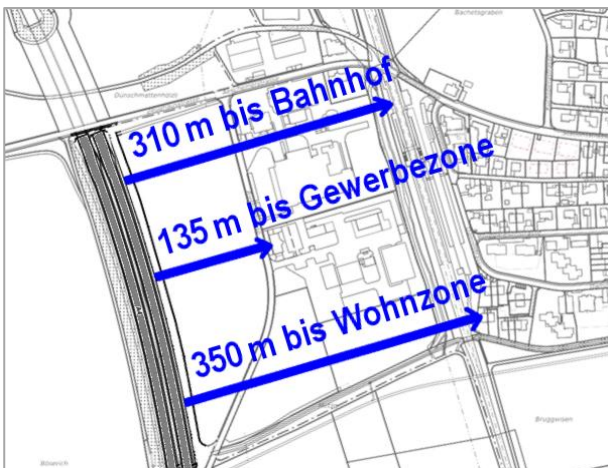 Bachetsgraben
310 m bis Bahnhof
135 m bis Gewerbezone
350 m bis Wohnzone
Bruggwisen